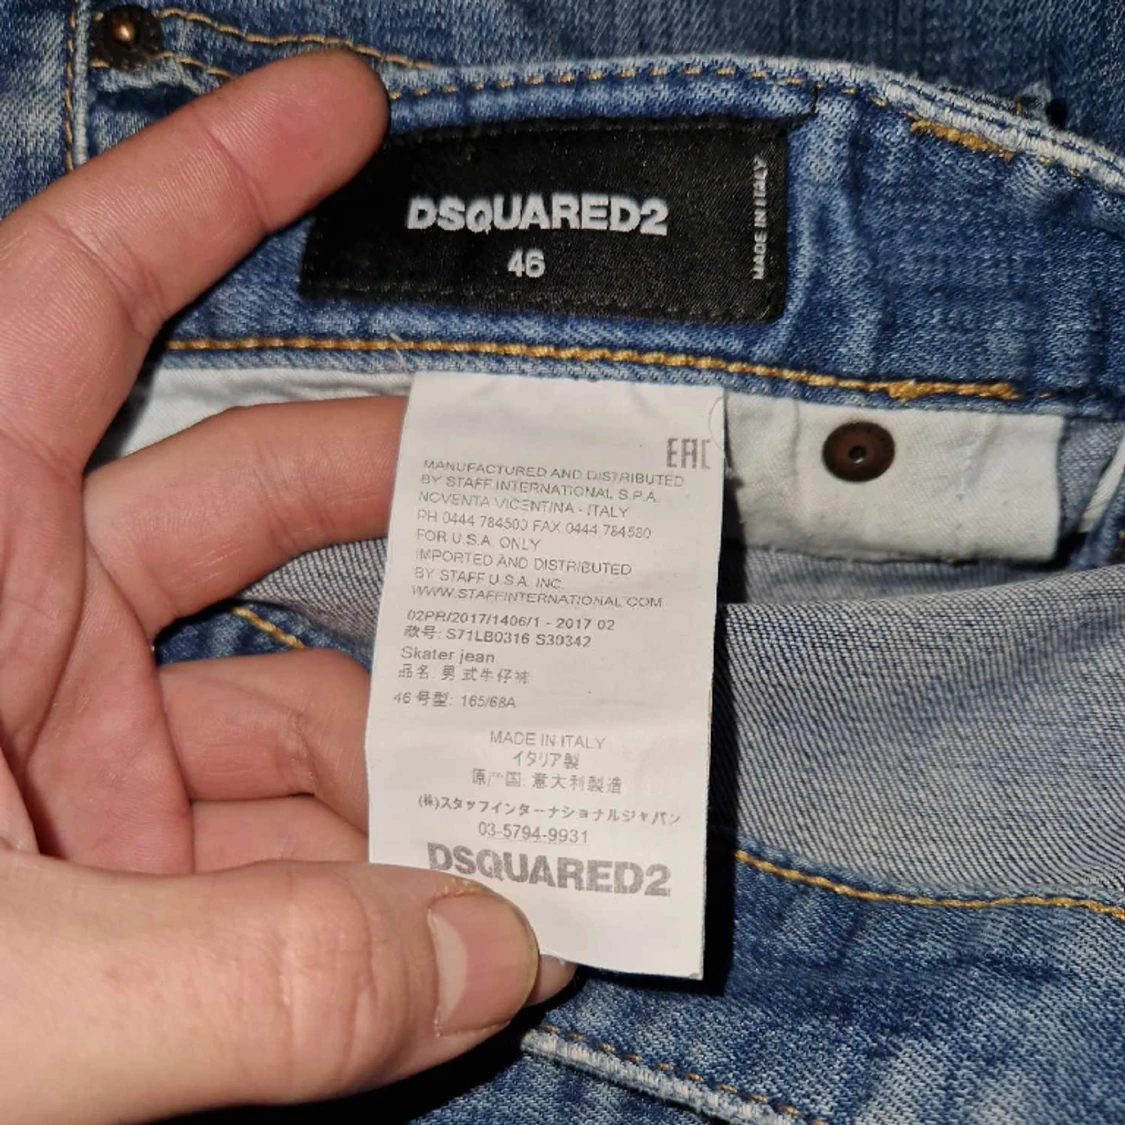 DSQUARED2
46
MADE IN ITALY
EAC
MANUFACTURED AND DISTRIBUTED
BY STAFF INTERNATIONAL S.P.A.
NOVENTA VICENTINA - ITALY
PH 0444 784500 FAX 0444 784580
FOR U.S.A. ONLY
IMPORTED AND DISTRIBUTED
BY STAFF U.S.A. INC.
WWW.STAFFINTERNATIONAL.COM
02PR/2017/1406/1 - 2017 02
款号: S71LB0316 S30342
Skater jean
品名: 男式牛仔裤
46 号型: 165/68A
MADE IN ITALY
イタリア製
原产国: 意大利製造
(株)スタッフインターナショナルジャパン
03-5794-9931
DSQUARED2